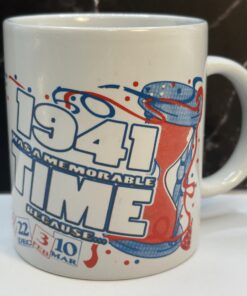 1941
WAS A MEMORABLE
TIME
BECAUSE...
22 3 10
DEC FEB MAR